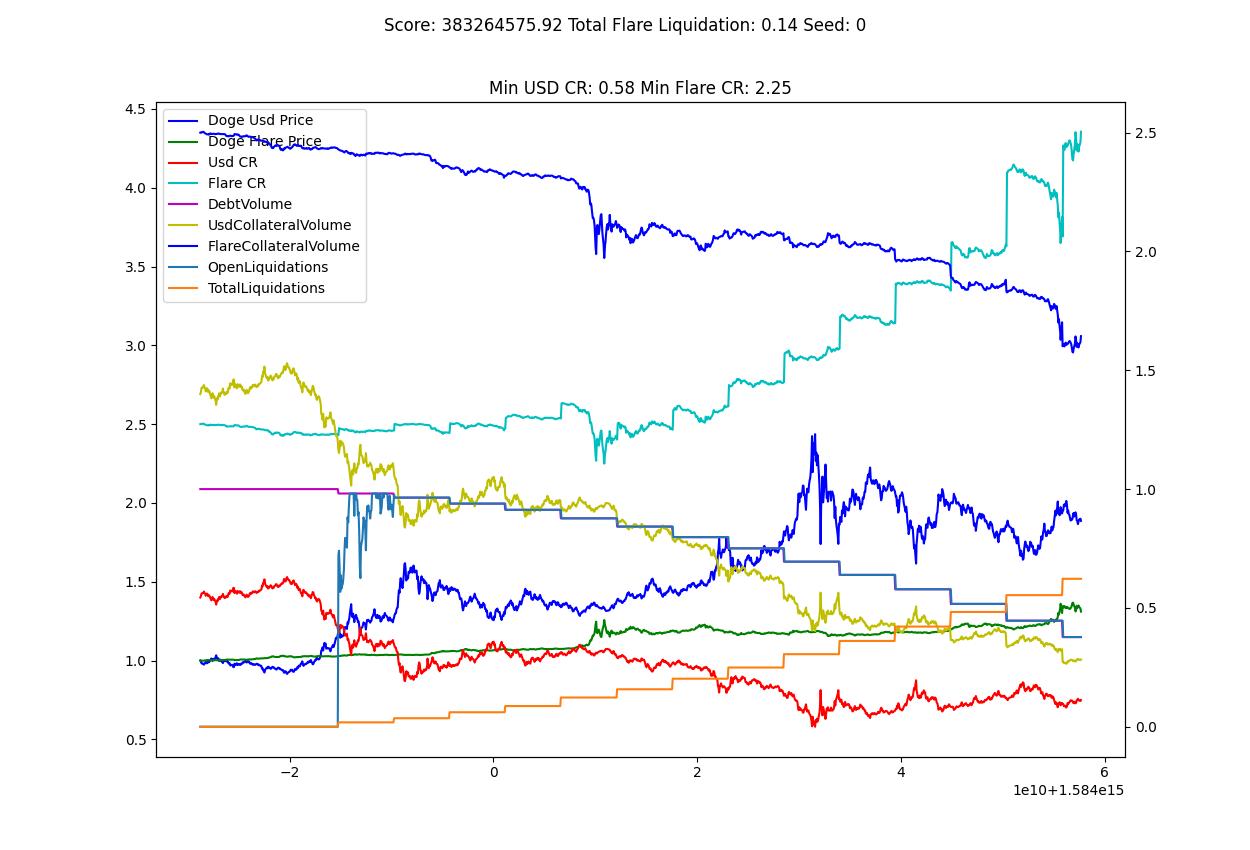 Score: 383264575.92 Total Flare Liquidation: 0.14 Seed: 0
Min USD CR: 0.58 Min Flare CR: 2.25
4.5
4.0
3.5
3.0
2.5
2.0
1.5
1.0
0.5
Doge Usd Price
Doge Flare Price
Usd CR
Flare CR
DebtVolume
UsdCollateralVolume
FlareCollateralVolume
OpenLiquidations
TotalLiquidations
2.5
2.0
1.5
1.0
0.5
0.0
−2 0 2 4 6
1e10+1.584e15